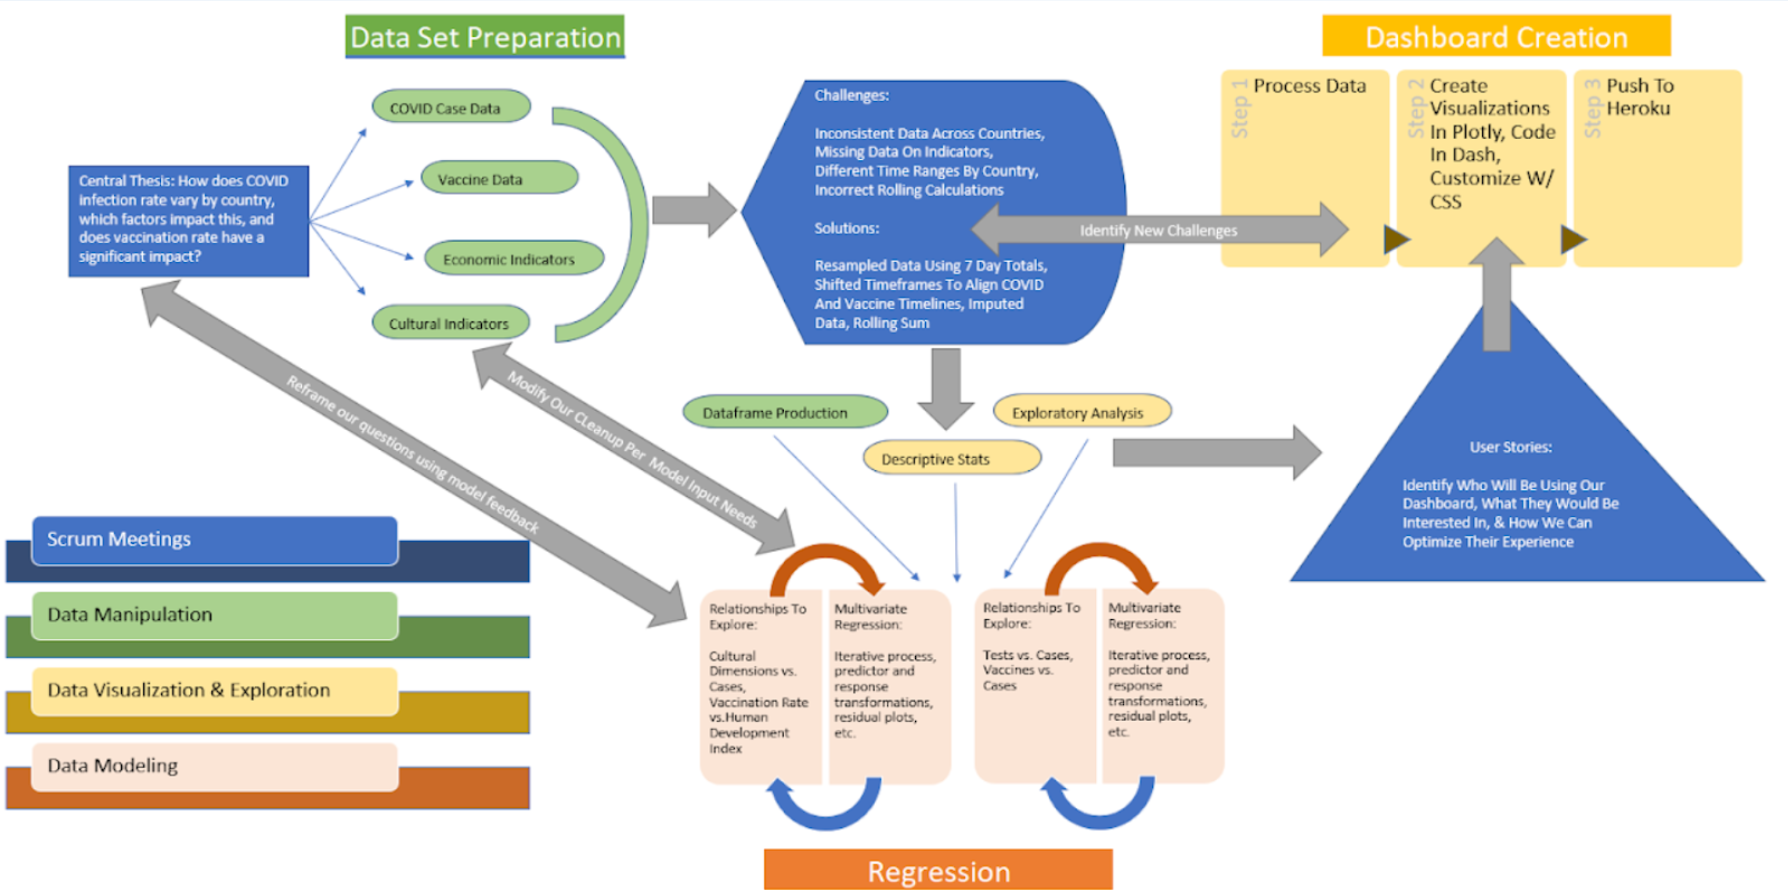 Data Set Preparation
Dashboard Creation
COVID Case Data
Vaccine Data
Economic Indicators
Cultural Indicators
Central Thesis: How does COVID
infection rate vary by country,
which factors impact this, and
does vaccination rate have a
significant impact?
Challenges:
Inconsistent Data Across Countries,
Missing Data On Indicators,
Different Time Ranges By Country,
Incorrect Rolling Calculations
Solutions:
Resampled Data Using 7 Day Totals,
Shifted Timeframes To Align COVID
And Vaccine Timelines, Imputed
Data, Rolling Sum
Identify New Challenges
Step 1
Process Data
Step 2
Create
Visualizations
In Plotly, Code
In Dash,
Customize W/
CSS
Step 3
Push To
Heroku
Reframe our questions using model feedback
Modify Our CLeanup Per Model Input Needs
Dataframe Production
Descriptive Stats
Exploratory Analysis
User Stories:
Identify Who Will Be Using Our
Dashboard, What They Would Be
Interested In, & How We Can
Optimize Their Experience
Scrum Meetings
Data Manipulation
Data Visualization & Exploration
Data Modeling
Relationships To
Explore:
Cultural
Dimensions vs.
Cases,
Vaccination Rate
vs.Human
Development
Index
Multivariate
Regression:
Iterative process,
predictor and
response
transformations,
residual plots,
etc.
Relationships To
Explore:
Tests vs. Cases,
Vaccines vs.
Cases
Multivariate
Regression:
Iterative process,
predictor and
response
transformations,
residual plots,
etc.
Regression